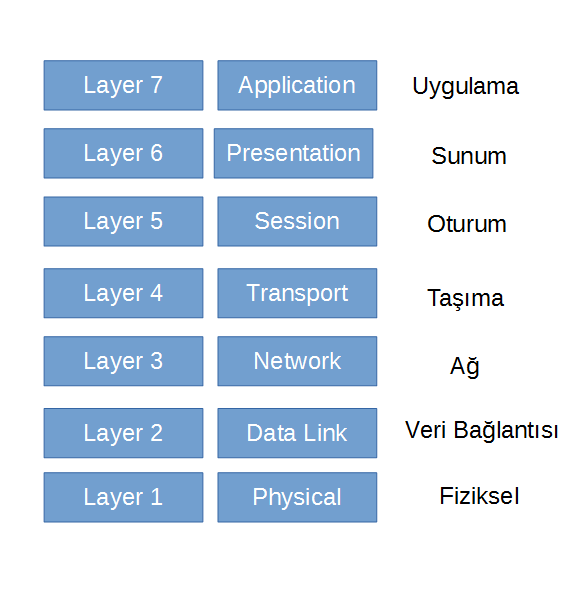 Layer 7 Application Uygulama
Layer 6 Presentation Sunum
Layer 5 Session Oturum
Layer 4 Transport Taşıma
Layer 3 Network Ağ
Layer 2 Data Link Veri Bağlantısı
Layer 1 Physical Fiziksel